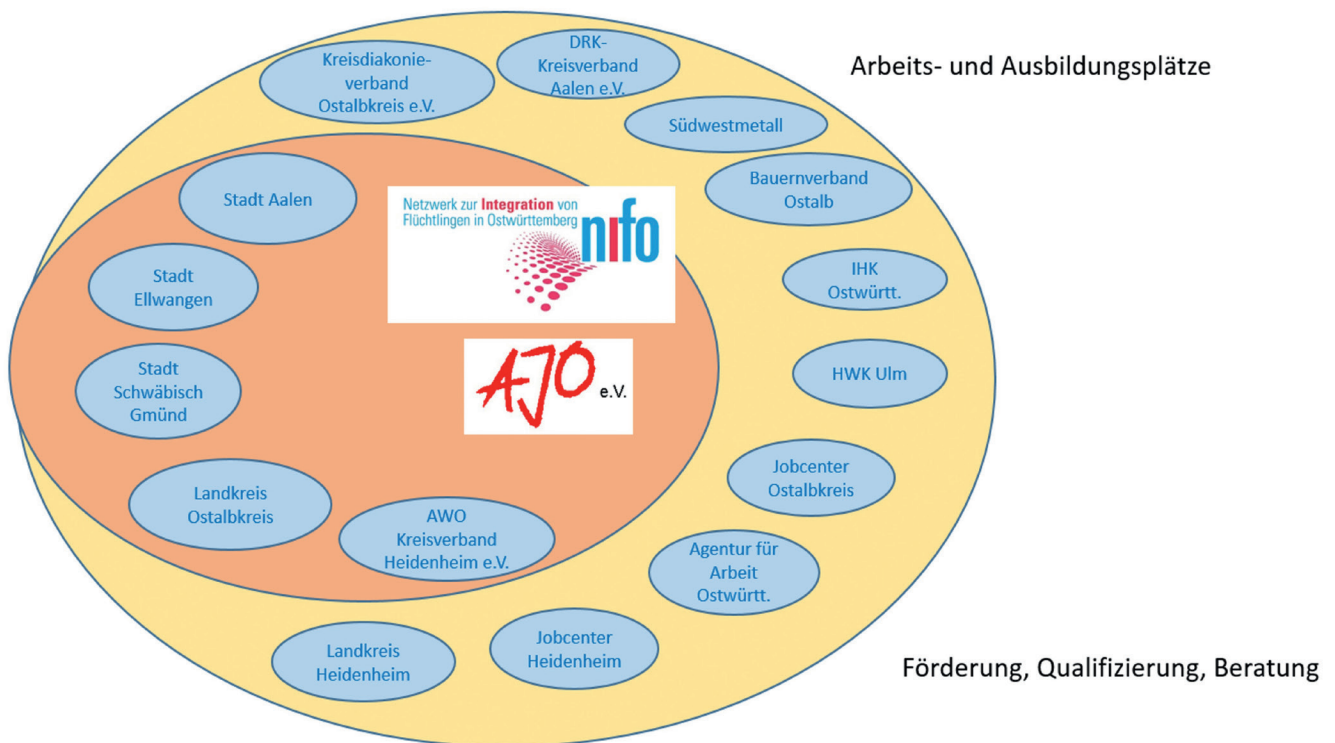 Kreisdiakonie-
verband
Ostalbkreis e.V.
DRK-
Kreisverband
Aalen e.V.
Arbeits- und Ausbildungsplätze
Südwestmetall
Bauernverband
Ostalb
Stadt Aalen
Netzwerk zur Integration von
Flüchtlingen in Ostwürttemberg
nifo
Stadt
Ellwangen
IHK
Ostwürtt.
Stadt
Schwäbisch
Gmünd
AJO e.V.
HWK Ulm
Landkreis
Ostalbkreis
AWO
Kreisverband
Heidenheim e.V.
Jobcenter
Ostalbkreis
Agentur für
Arbeit
Ostwürtt.
Landkreis
Heidenheim
Jobcenter
Heidenheim
Förderung, Qualifizierung, Beratung